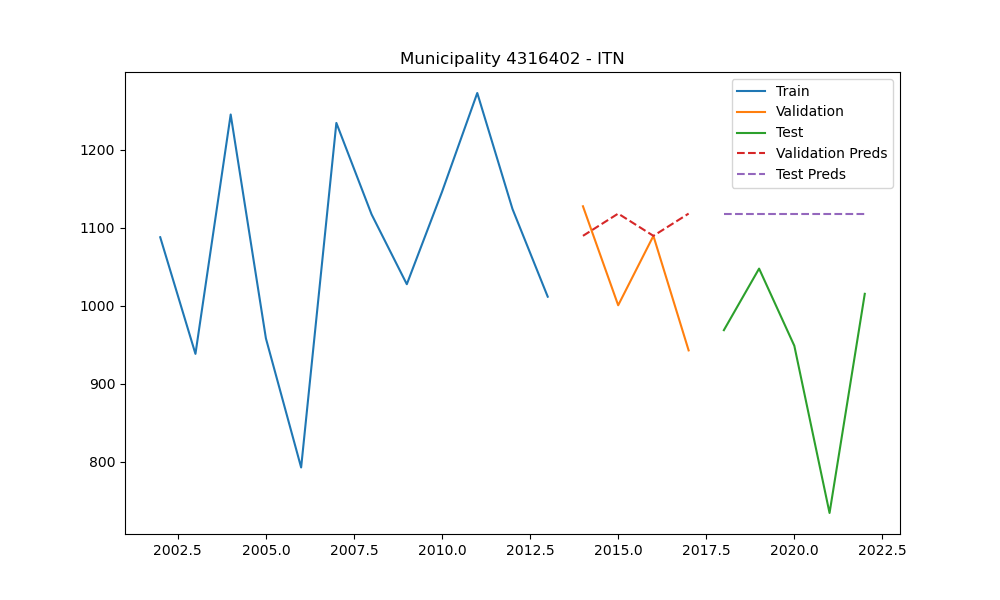 Municipality 4316402 - ITN
Train
Validation
Test
Validation Preds
Test Preds
1200
1100
1000
900
800
2002.5 2005.0 2007.5 2010.0 2012.5 2015.0 2017.5 2020.0 2022.5